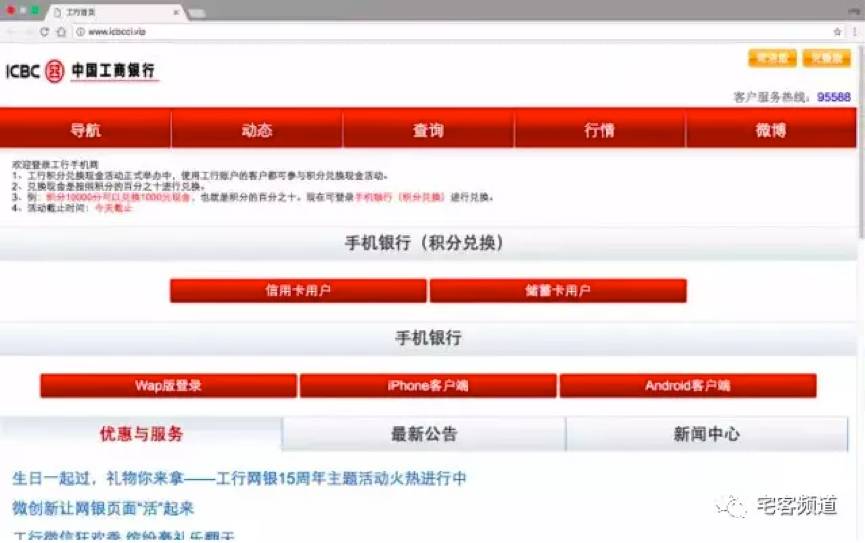 工行首页
www.icbcci.vip
ICBC 中国工商银行
客户服务热线：95588
导航 动态 查询 行情 微博
欢迎登录工行手机网
1、工行积分兑换现金活动正式举办中，使用工行账户的客户都可参与积分兑换现金活动。
2、兑换现金是按照积分的百分之十进行兑换。
3、例：积分10000分可以兑换1000元现金，也就是积分的百分之十。现在可登录手机银行（积分兑换）进行兑换。
4、活动截止时间：今天截止
手机银行（积分兑换）
信用卡用户 储蓄卡用户
手机银行
Wap版登录 iPhone客户端 Android客户端
优惠与服务 最新公告 新闻中心
生日一起过，礼物你来拿——工行网银15周年主题活动火热进行中
微创新让网银页面“活”起来
工行微信狂欢季 缤纷豪礼乐翻天
宅客频道